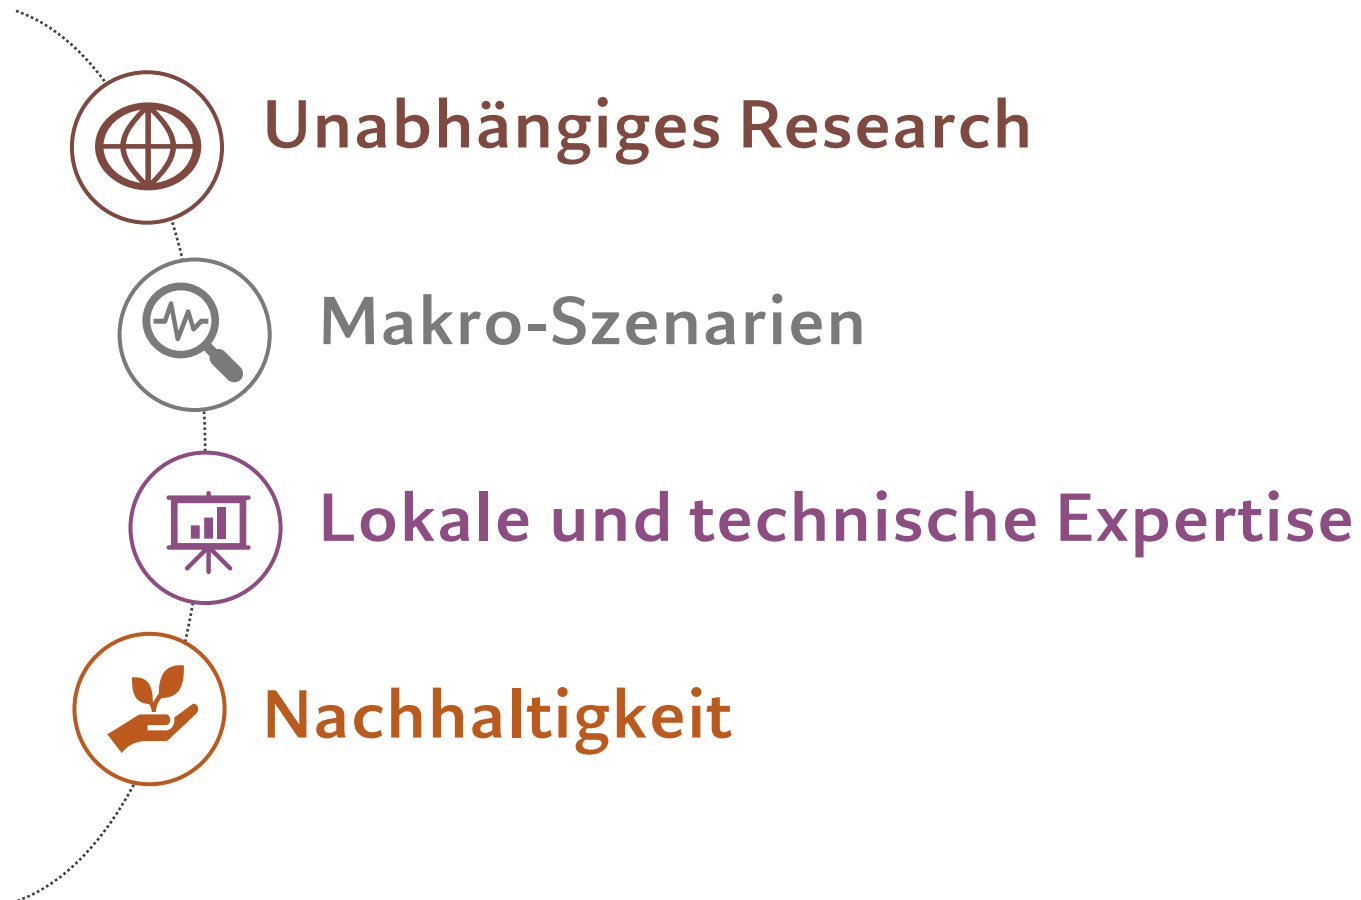 Unabhängiges Research
Makro-Szenarien
Lokale und technische Expertise
Nachhaltigkeit